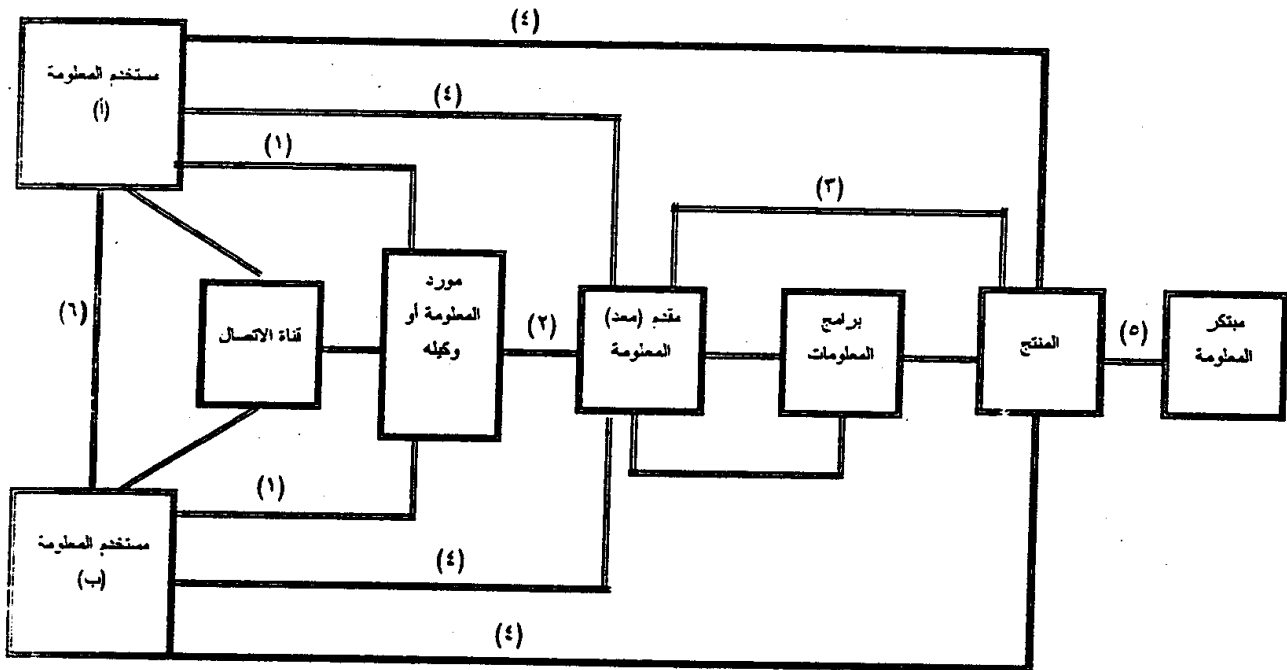 (٤)
مستخدم المعلومة
(أ)
(٤)
(١)
(٣)
مورد
المعلومة أو
وكيله
(٦)
قناة الاتصال
(٢)
مقدم (معد)
المعلومة
برامج
المعلومات
المنتج
(٥)
مبتكر
المعلومة
(١)
مستخدم المعلومة
(ب)
(٤)
(٤)